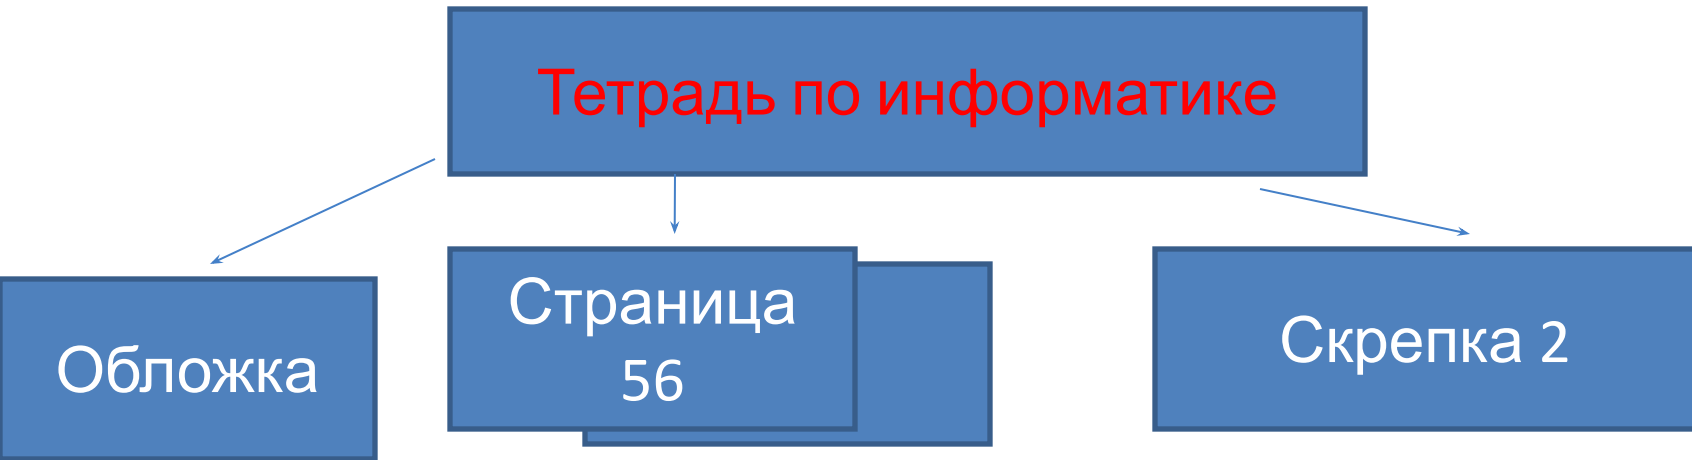 Тетрадь по информатике
Обложка
Страница
56
Скрепка 2